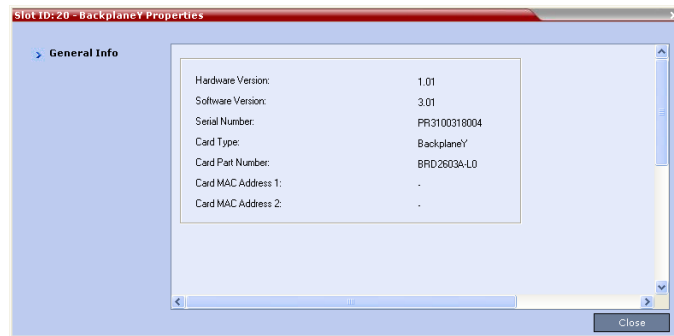 Slot ID: 20 - BackplaneY Properties
General Info
Hardware Version: 1.01
Software Version: 3.01
Serial Number: PR3100318004
Card Type: BackplaneY
Card Part Number: BRD2603A-L0
Card MAC Address 1: -
Card MAC Address 2: -
Close